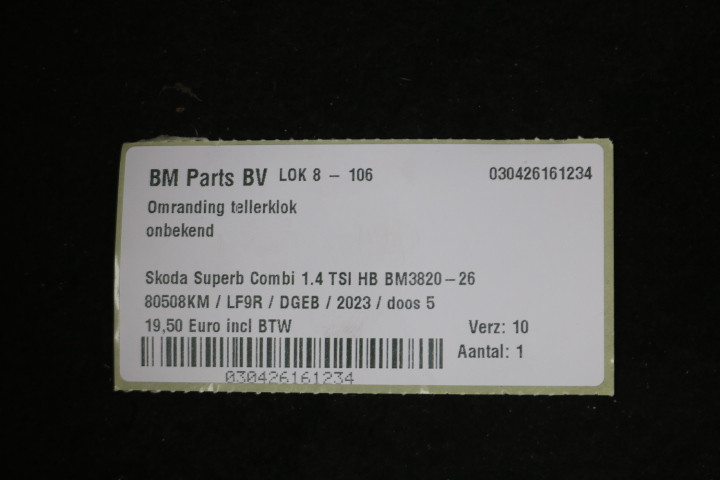 BM Parts BV LOK 8 - 106 030426161234
Omranding tellerklok
onbekend
Skoda Superb Combi 1.4 TSI HB BM3820-26
80508KM / LF9R / DGEB / 2023 / doos 5
19,50 Euro incl BTW Verz: 10
Aantal: 1
030426161234